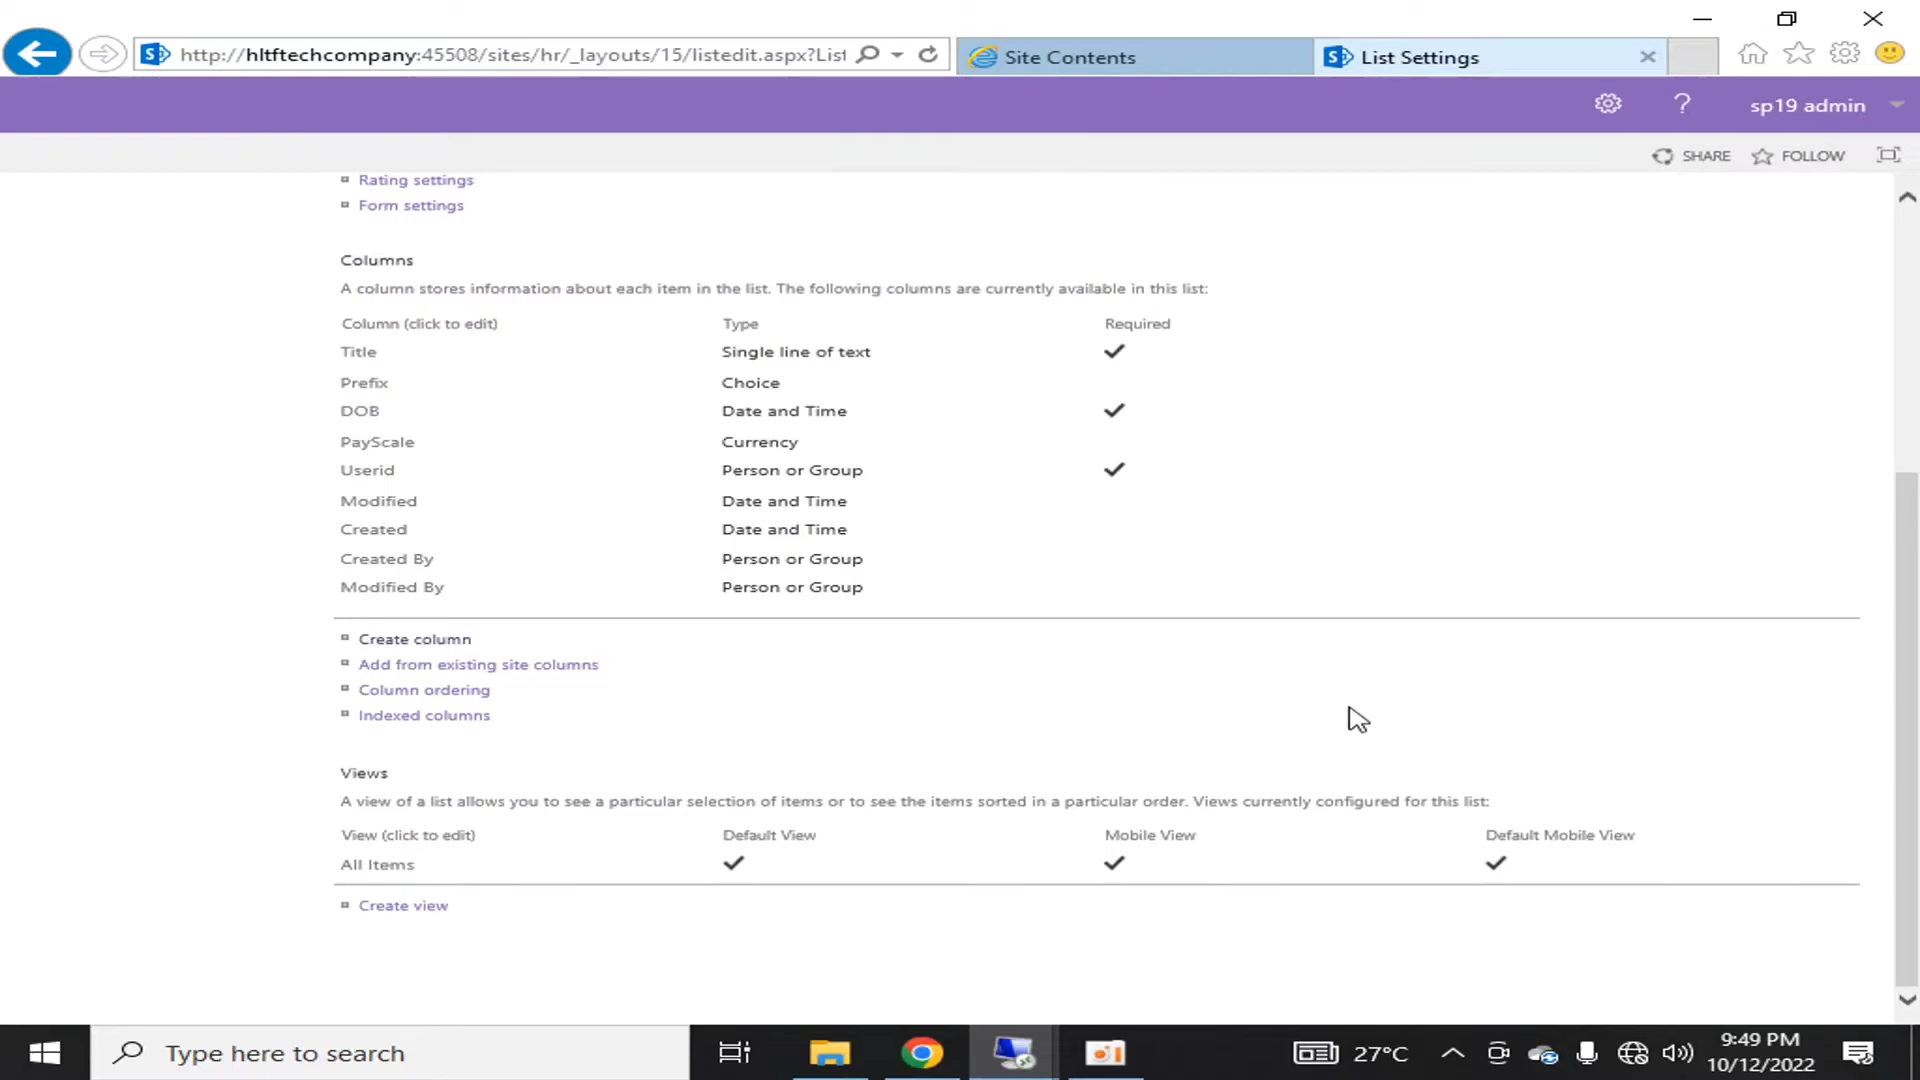 http://hltftechcompany:45508/sites/hr/_layouts/15/listedit.aspx?List
Site Contents
List Settings
sp19 admin
SHARE
FOLLOW
Rating settings
Form settings
Columns
A column stores information about each item in the list. The following columns are currently available in this list:
Column (click to edit) Type Required
Title Single line of text
Prefix Choice
DOB Date and Time
PayScale Currency
Userid Person or Group
Modified Date and Time
Created Date and Time
Created By Person or Group
Modified By Person or Group
Create column
Add from existing site columns
Column ordering
Indexed columns
Views
A view of a list allows you to see a particular selection of items or to see the items sorted in a particular order. Views currently configured for this list:
View (click to edit) Default View Mobile View Default Mobile View
All Items
Create view
Type here to search
27°C
9:49 PM
10/12/2022